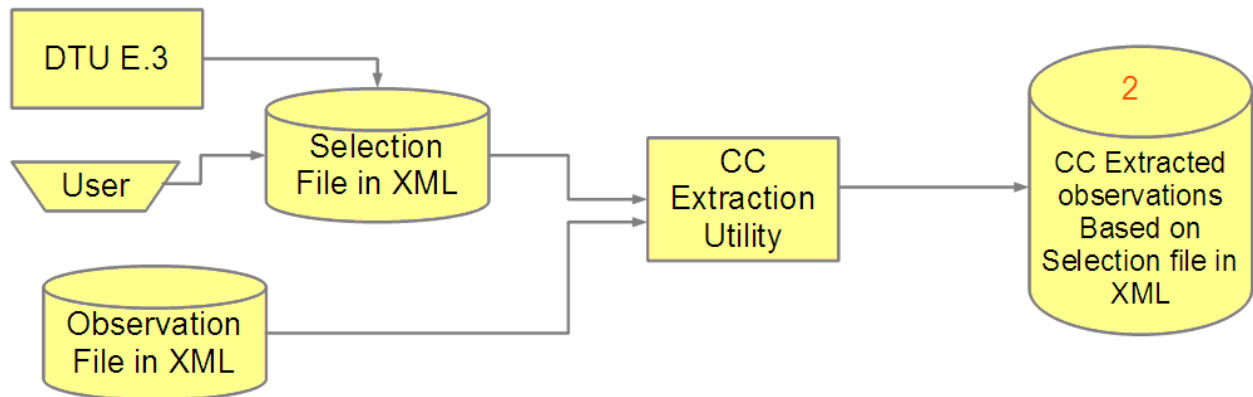 DTU E.3
User
Selection
File in XML
Observation
File in XML
CC
Extraction
Utility
2
CC Extracted
observations
Based on
Selection file in
XML